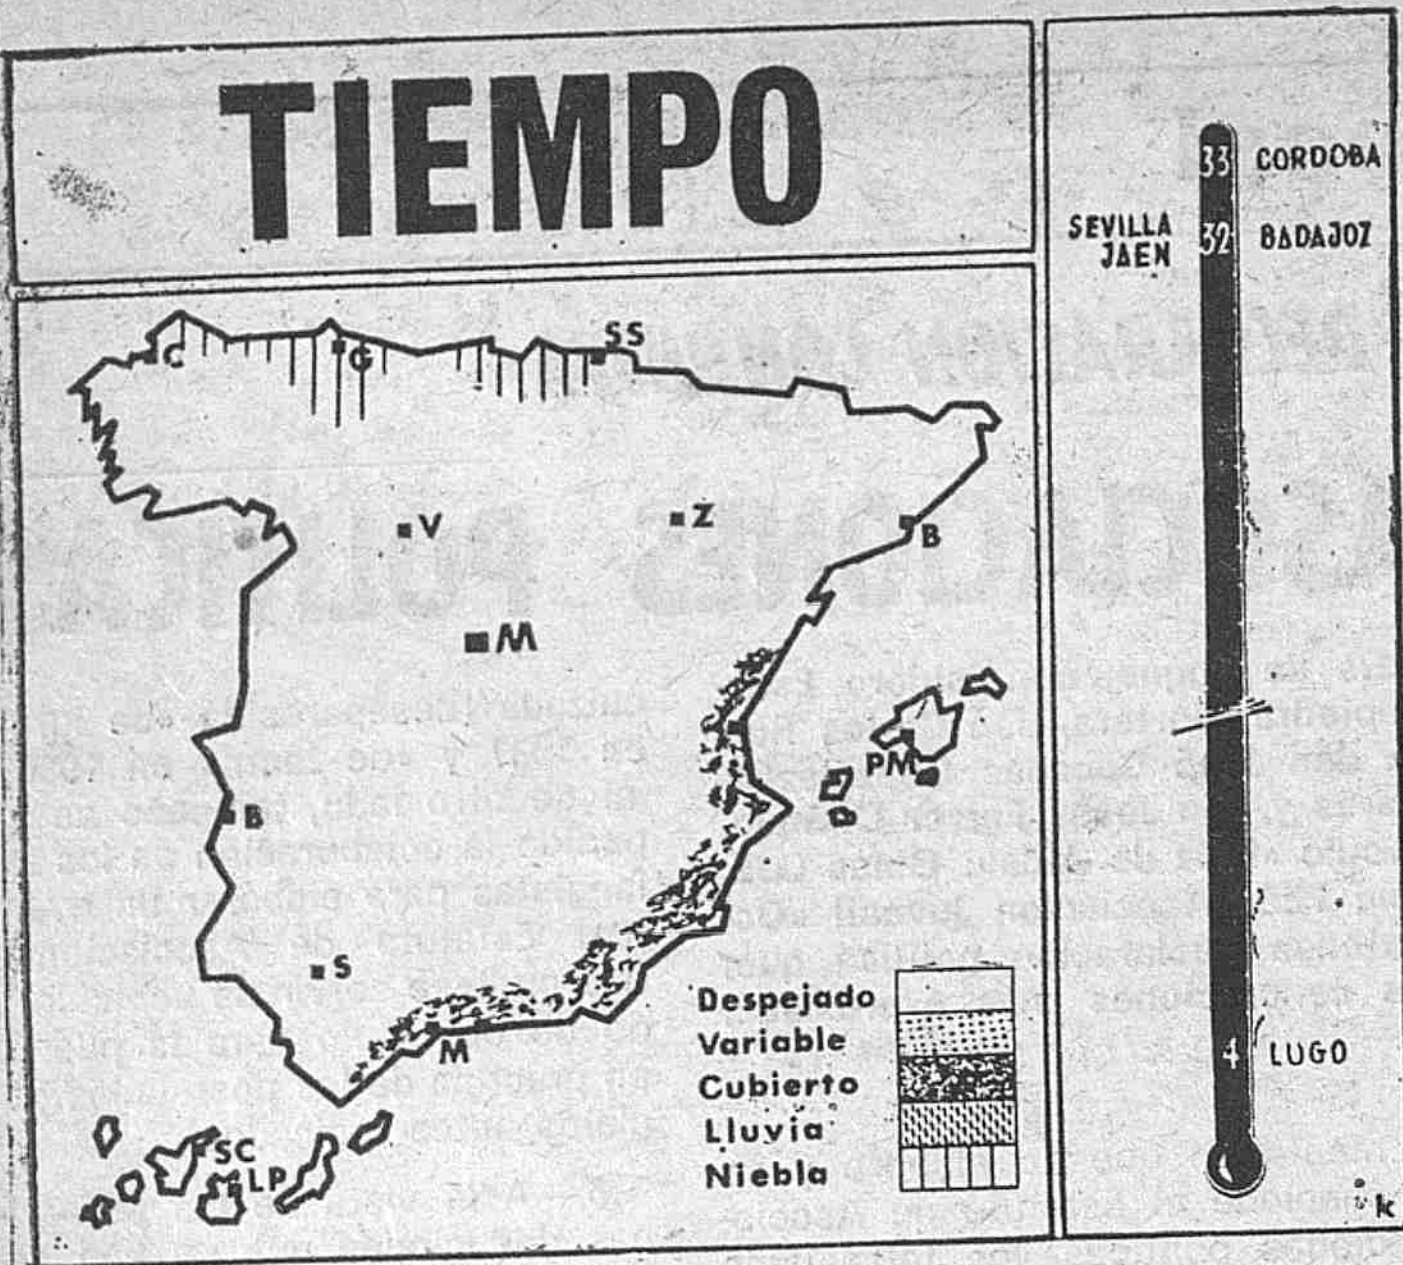 TIEMPO
33 CORDOBA
SEVILLA 32 BADAJOZ
JAEN
4 LUGO
C
G
SS
V
Z
B
M
PM
B
S
M
SC
LP
Despejado
Variable
Cubierto
Lluvia
Niebla
k